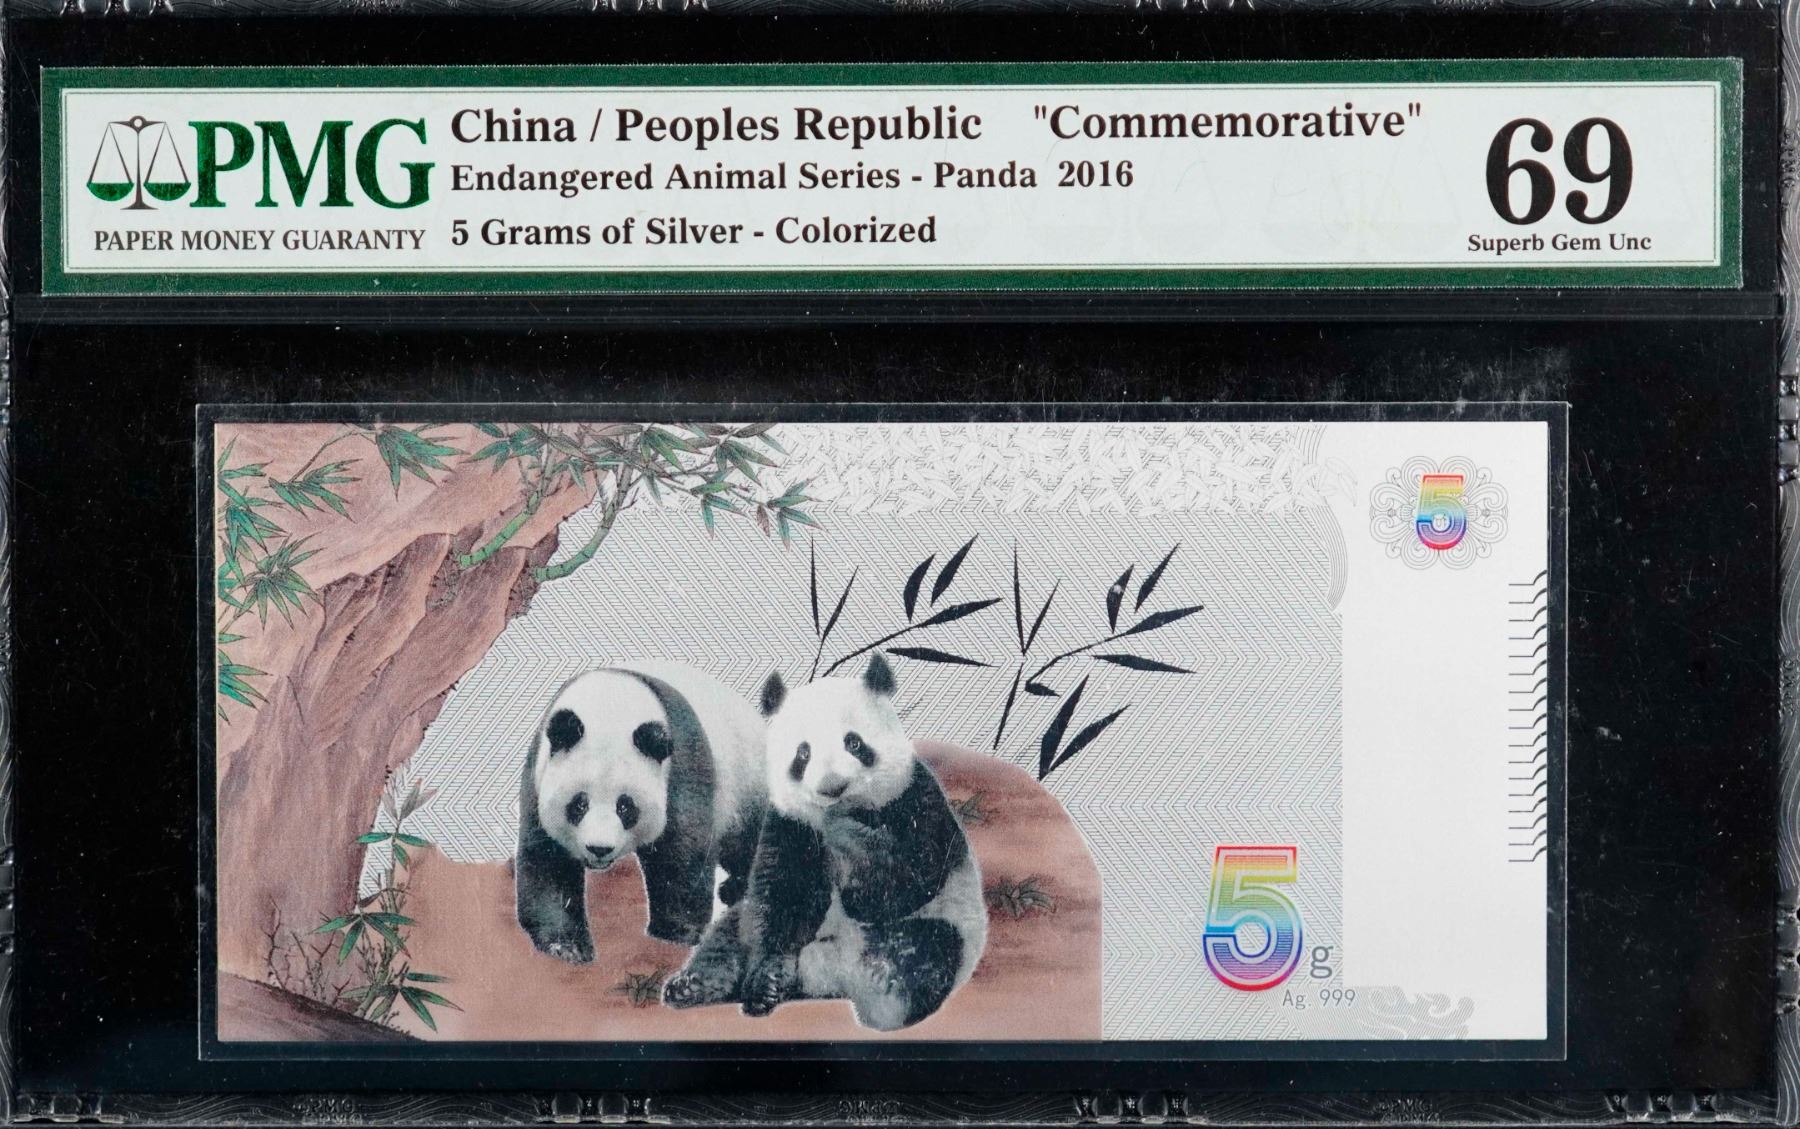 PMG
PAPER MONEY GUARANTY
China / Peoples Republic "Commemorative"
Endangered Animal Series - Panda 2016
5 Grams of Silver - Colorized
69
Superb Gem Unc
5
5g
Ag. 999